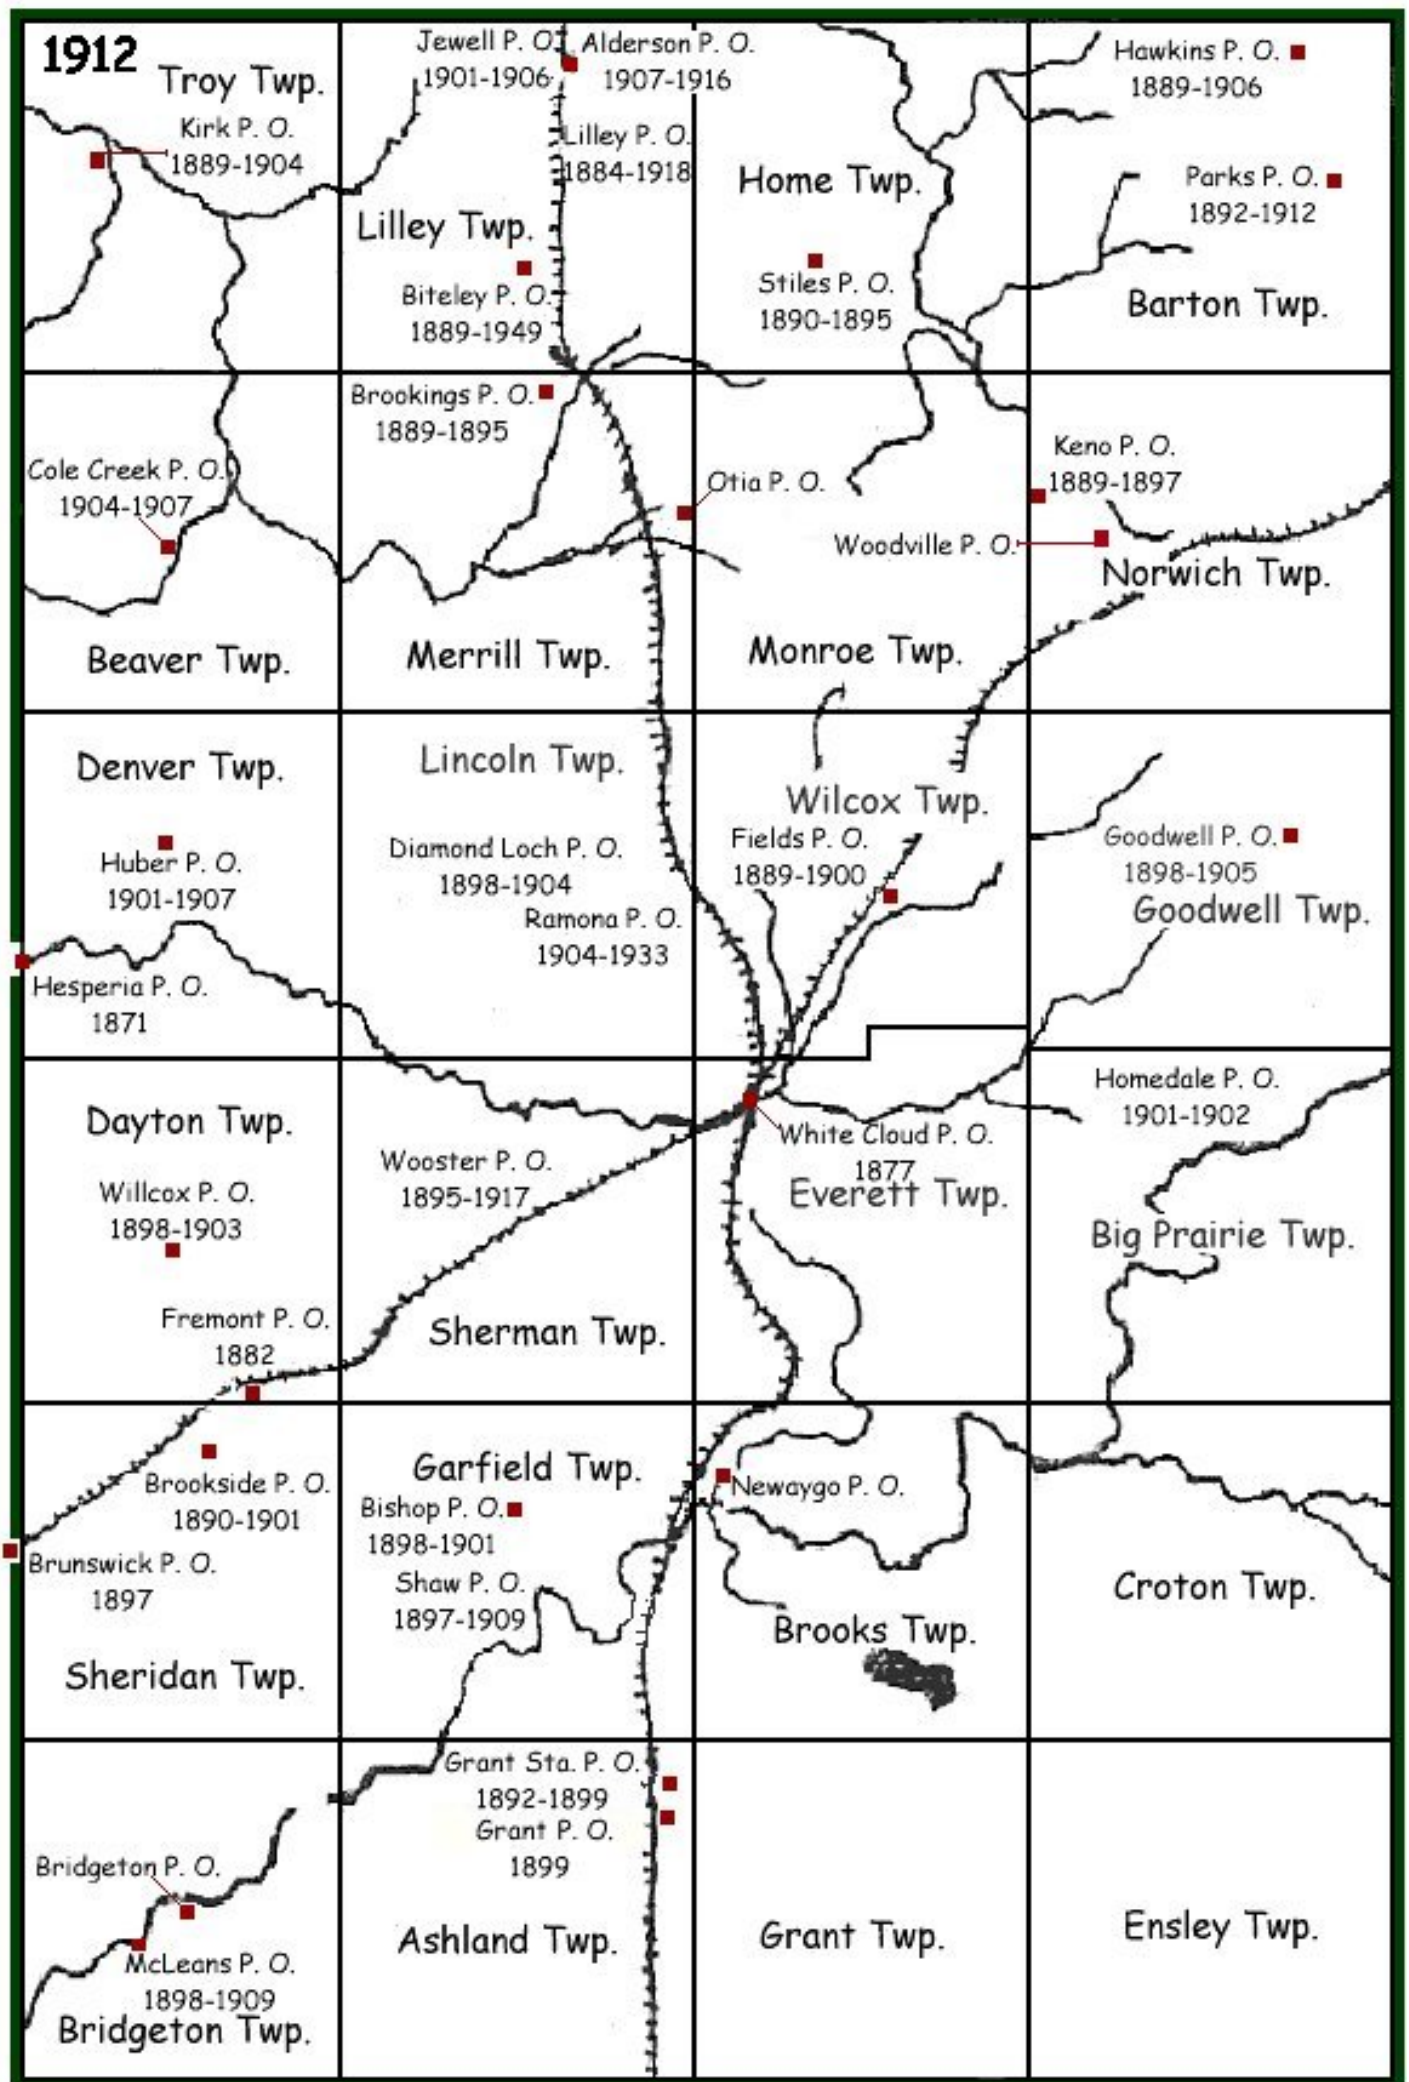 1912
Troy Twp.
Kirk P. O.
1889-1904
Jewell P. O.
1901-1906
Alderson P. O.
1907-1916
Lilley P. O.
1884-1918
Lilley Twp.
Biteley P. O.
1889-1949
Home Twp.
Stiles P. O.
1890-1895
Hawkins P. O.
1889-1906
Parks P. O.
1892-1912
Barton Twp.
Cole Creek P. O.
1904-1907
Beaver Twp.
Brookings P. O.
1889-1895
Merrill Twp.
Otia P. O.
Woodville P. O.
Monroe Twp.
Keno P. O.
1889-1897
Norwich Twp.
Denver Twp.
Huber P. O.
1901-1907
Hesperia P. O.
1871
Lincoln Twp.
Diamond Loch P. O.
1898-1904
Ramona P. O.
1904-1933
Wilcox Twp.
Fields P. O.
1889-1900
Goodwell P. O.
1898-1905
Goodwell Twp.
Dayton Twp.
Willcox P. O.
1898-1903
Fremont P. O.
1882
Wooster P. O.
1895-1917
Sherman Twp.
White Cloud P. O.
1877
Everett Twp.
Homedale P. O.
1901-1902
Big Prairie Twp.
Brookside P. O.
1890-1901
Brunswick P. O.
1897
Sheridan Twp.
Garfield Twp.
Bishop P. O.
1898-1901
Shaw P. O.
1897-1909
Newaygo P. O.
Brooks Twp.
Croton Twp.
Bridgeton P. O.
McLeans P. O.
1898-1909
Bridgeton Twp.
Grant Sta. P. O.
1892-1899
Grant P. O.
1899
Ashland Twp.
Grant Twp.
Ensley Twp.